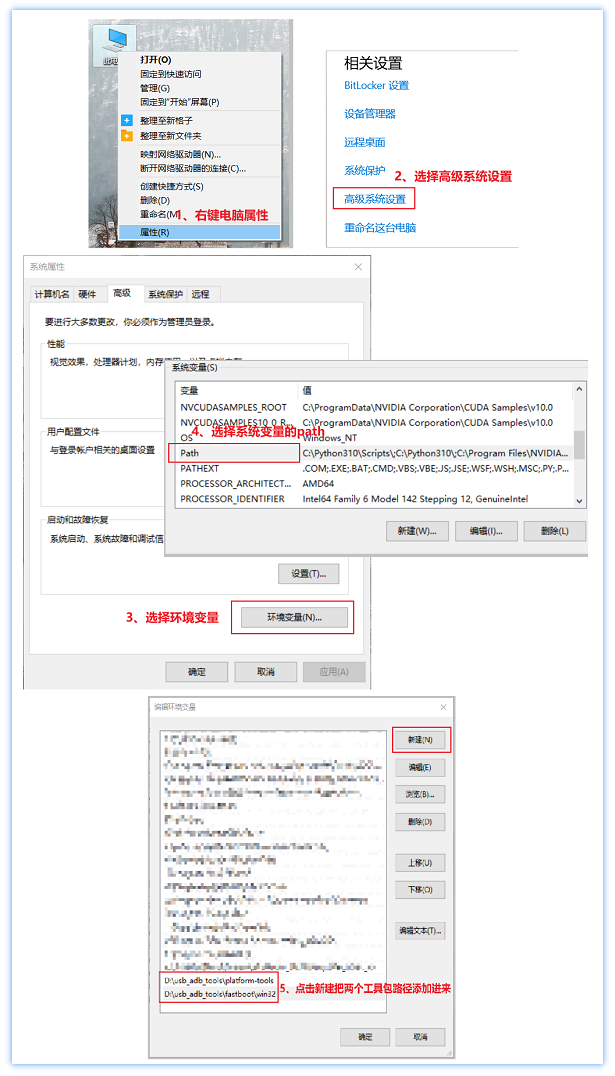 此电脑
打开(O)
固定到快速访问
管理(G)
固定到"开始"屏幕(P)
整理至新格子
整理至新文件夹
映射网络驱动器(N)...
断开网络驱动器的连接(C)...
创建快捷方式(S)
删除(D)
重命名(M)
1、右键电脑属性
属性(R)
相关设置
BitLocker 设置
设备管理器
远程桌面
系统保护
2、选择高级系统设置
高级系统设置
重命名这台电脑
系统属性
计算机名 硬件 高级 系统保护 远程
要进行大多数更改，你必须作为管理员登录。
性能
视觉效果，处理器计划，内存
用户配置文件
与登录帐户相关的桌面设置
启动和故障恢复
系统启动、系统故障和调试信
设置(T)...
3、选择环境变量
环境变量(N)...
确定 取消 应用(A)
系统变量(S)
变量 值
NVCUDASAMPLES_ROOT C:\ProgramData\NVIDIA Corporation\CUDA Samples\v10.0
NVCUDASAMPLES10_0_R... C:\ProgramData\NVIDIA Corporation\CUDA Samples\v10.0
4、选择系统变量的path
OS Windows_NT
Path C:\Python310\Scripts\;C:\Python310\;C:\Program Files\NVIDIA...
PATHEXT .COM;.EXE;.BAT;.CMD;.VBS;.VBE;.JS;.JSE;.WSF;.WSH;.MSC;.PY;.P...
PROCESSOR_ARCHITECT... AMD64
PROCESSOR_IDENTIFIER Intel64 Family 6 Model 142 Stepping 12, GenuineIntel
新建(W)... 编辑(I)... 删除(L)
编辑环境变量
新建(N)
编辑(E)
浏览(B)...
删除(D)
上移(U)
下移(O)
编辑文本(T)...
D:\usb_adb_tools\platform-tools
D:\usb_adb_tools\fastboot\win32
5、点击新建把两个工具包路径添加进来
确定 取消